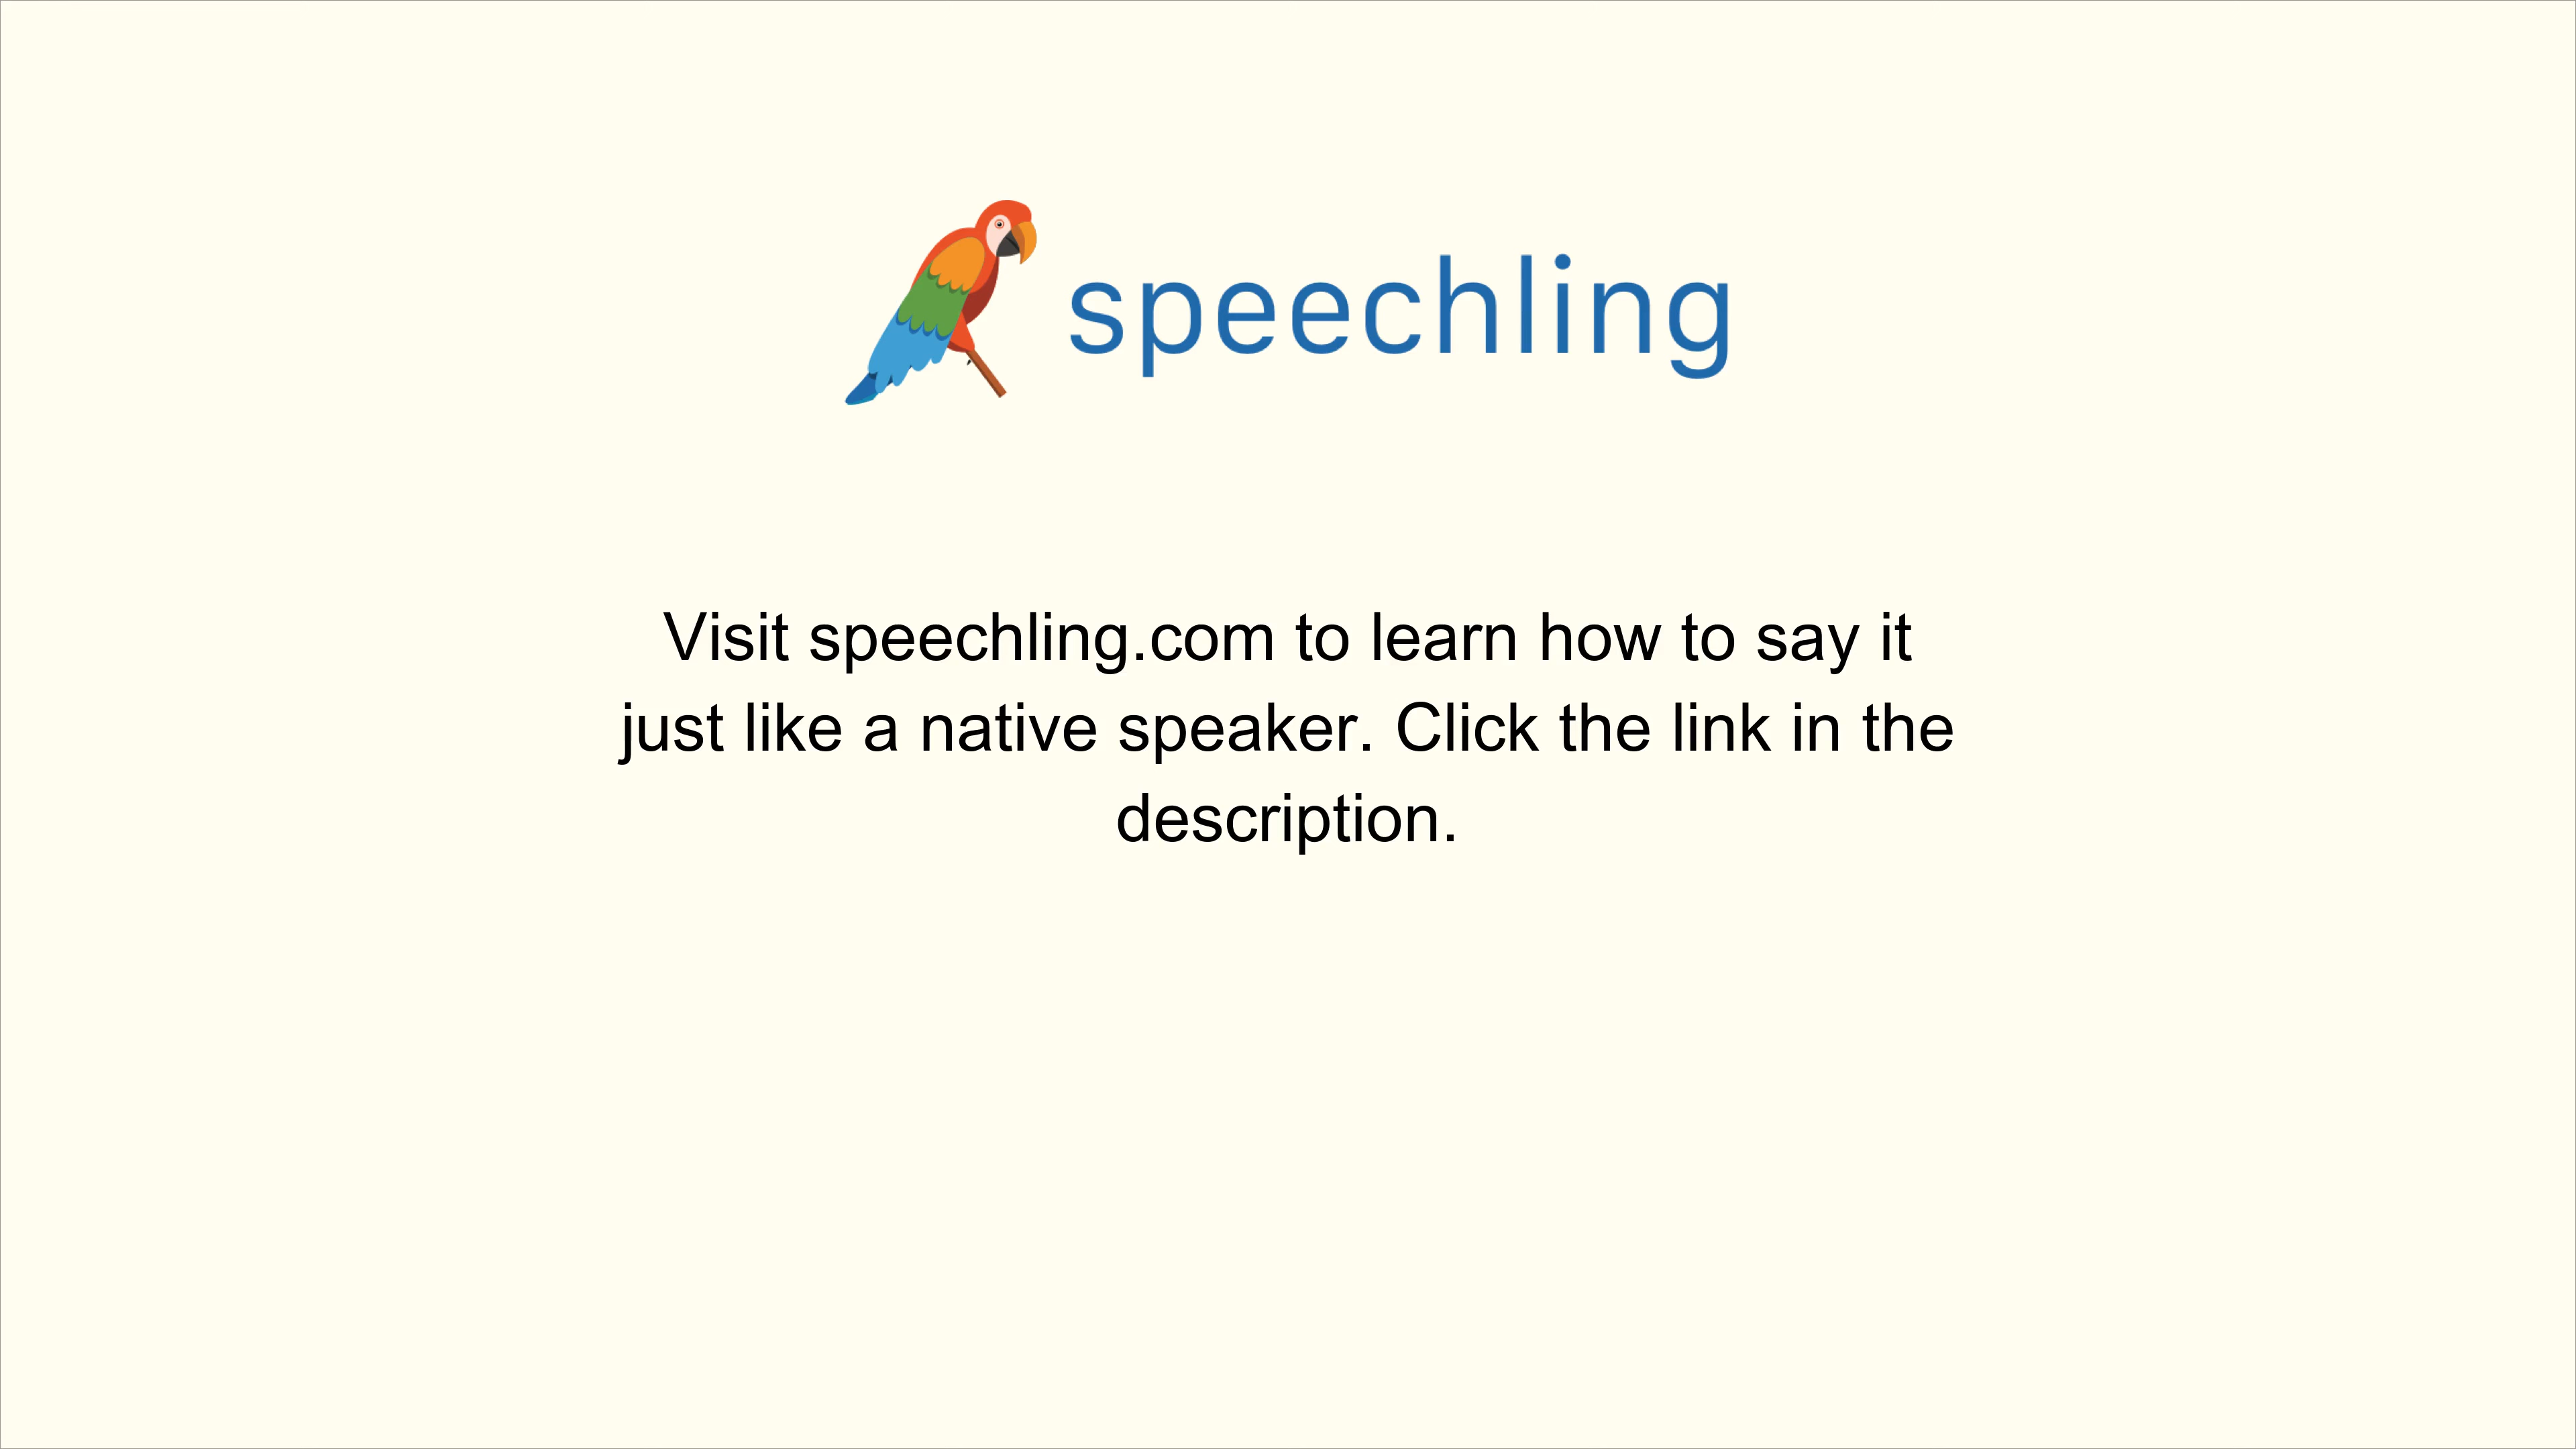 speechling
Visit speechling.com to learn how to say it
just like a native speaker. Click the link in the
description.